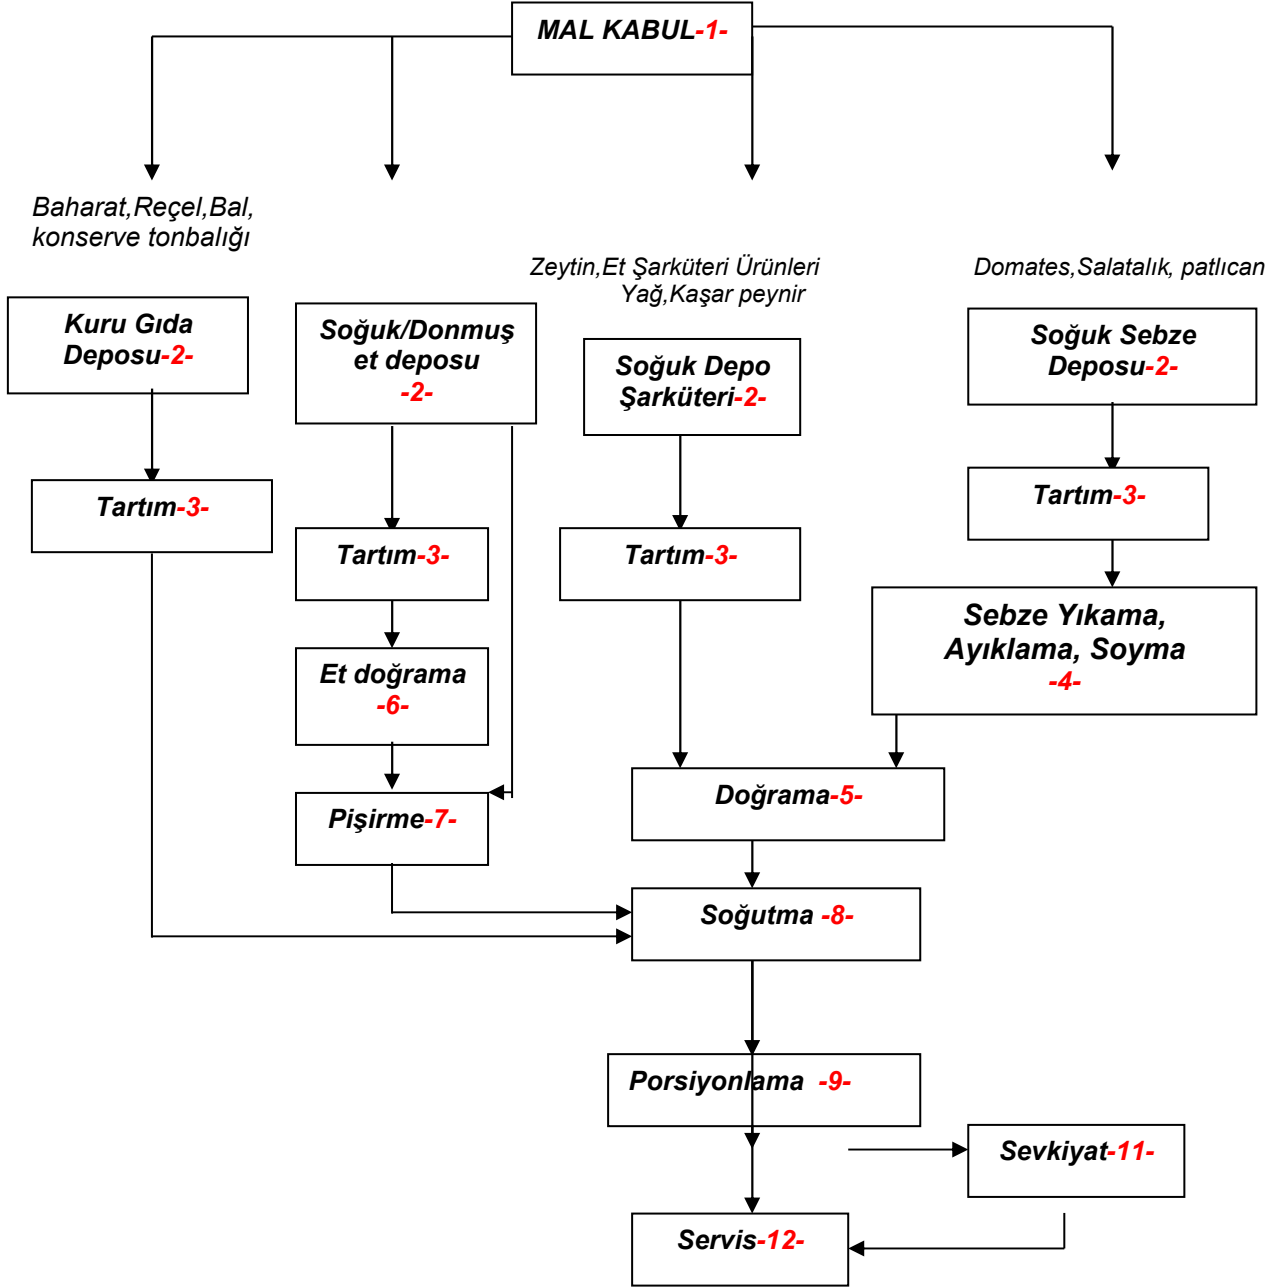 MAL KABUL-1-
Baharat,Reçel,Bal,
konserve tonbalığı
Zeytin,Et Şarküteri Ürünleri
Yağ,Kaşar peynir
Domates,Salatalık, patlıcan
Kuru Gıda
Deposu-2-
Soğuk/Donmuş
et deposu
-2-
Soğuk Depo
Şarküteri-2-
Soğuk Sebze
Deposu-2-
Tartım-3-
Tartım-3-
Tartım-3-
Tartım-3-
Et doğrama
-6-
Sebze Yıkama,
Ayıklama, Soyma
-4-
Pişirme-7-
Doğrama-5-
Soğutma -8-
Porsiyonlama -9-
Sevkiyat-11-
Servis-12-